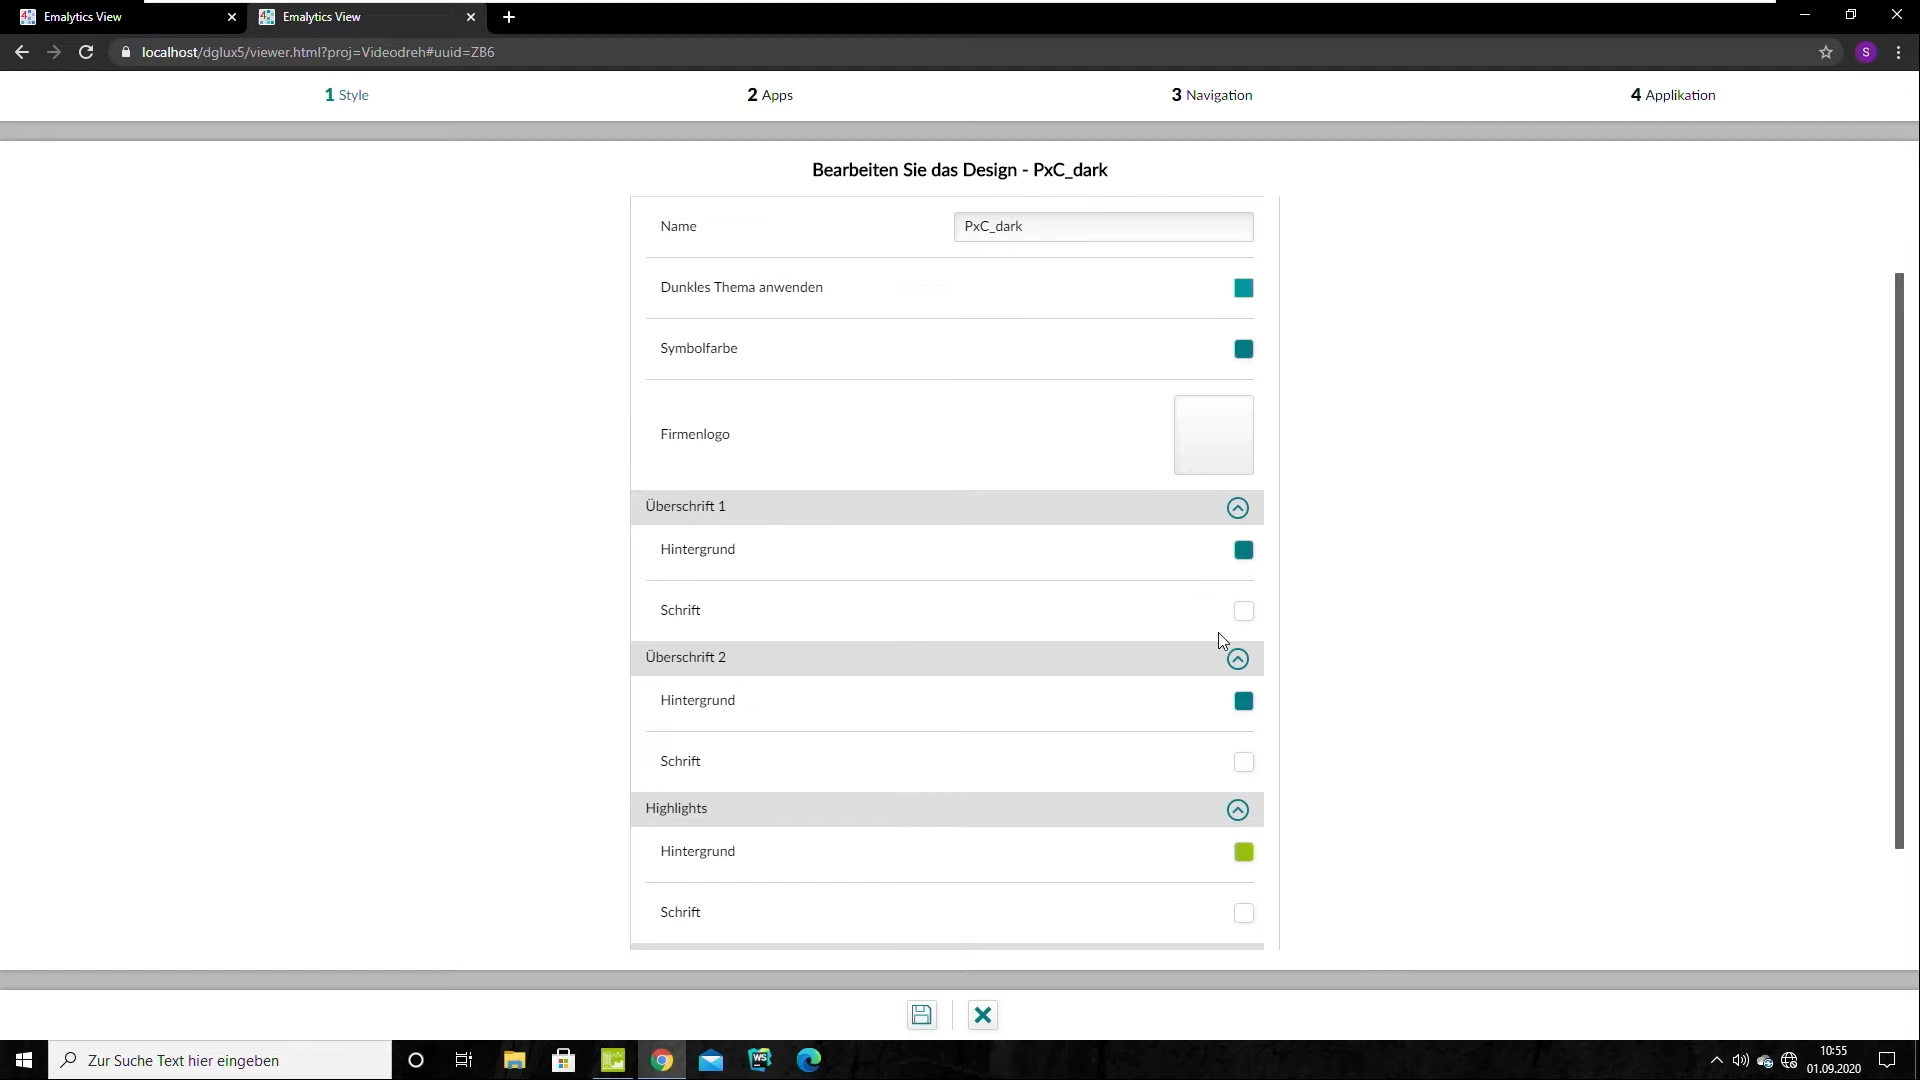 Emalytics View
Emalytics View
localhost/dglux5/viewer.html?proj=Videodreh#uuid=ZB6
S
1 Style
2 Apps
3 Navigation
4 Applikation
Bearbeiten Sie das Design - PxC_dark
Name
PxC_dark
Dunkles Thema anwenden
Symbolfarbe
Firmenlogo
Überschrift 1
Hintergrund
Schrift
Überschrift 2
Hintergrund
Schrift
Highlights
Hintergrund
Schrift
Zur Suche Text hier eingeben
WS
10:55
01.09.2020